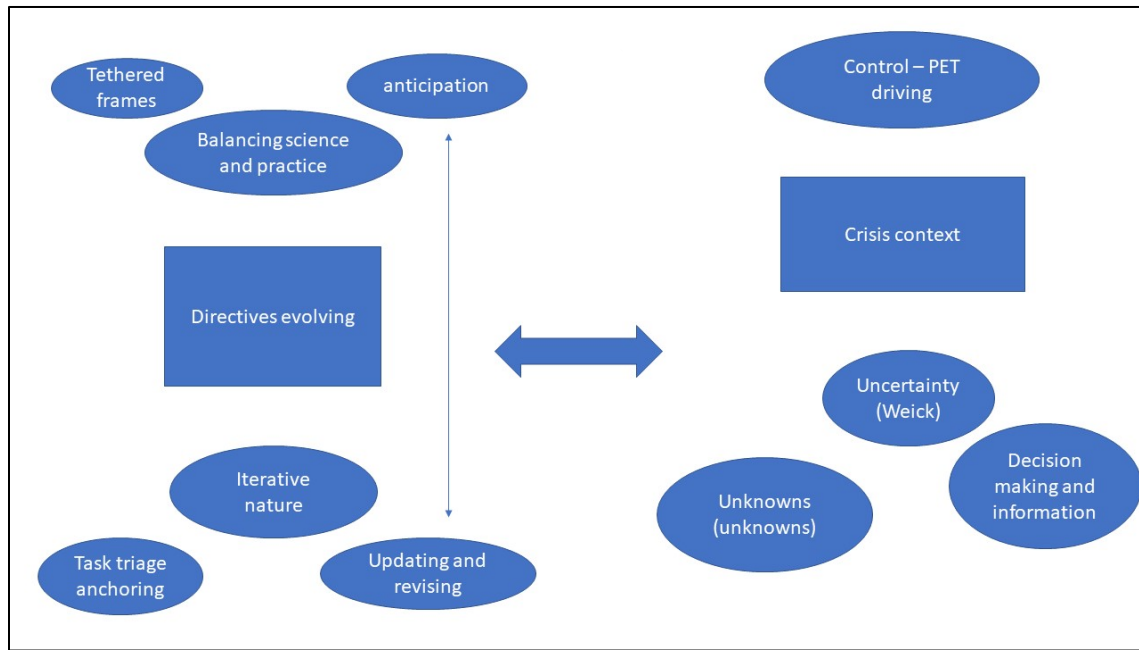 Tethered
frames
anticipation
Balancing science
and practice
Directives evolving
Iterative
nature
Task triage
anchoring
Updating and
revising
Control – PET
driving
Crisis context
Uncertainty
(Weick)
Unknowns
(unknowns)
Decision
making and
information